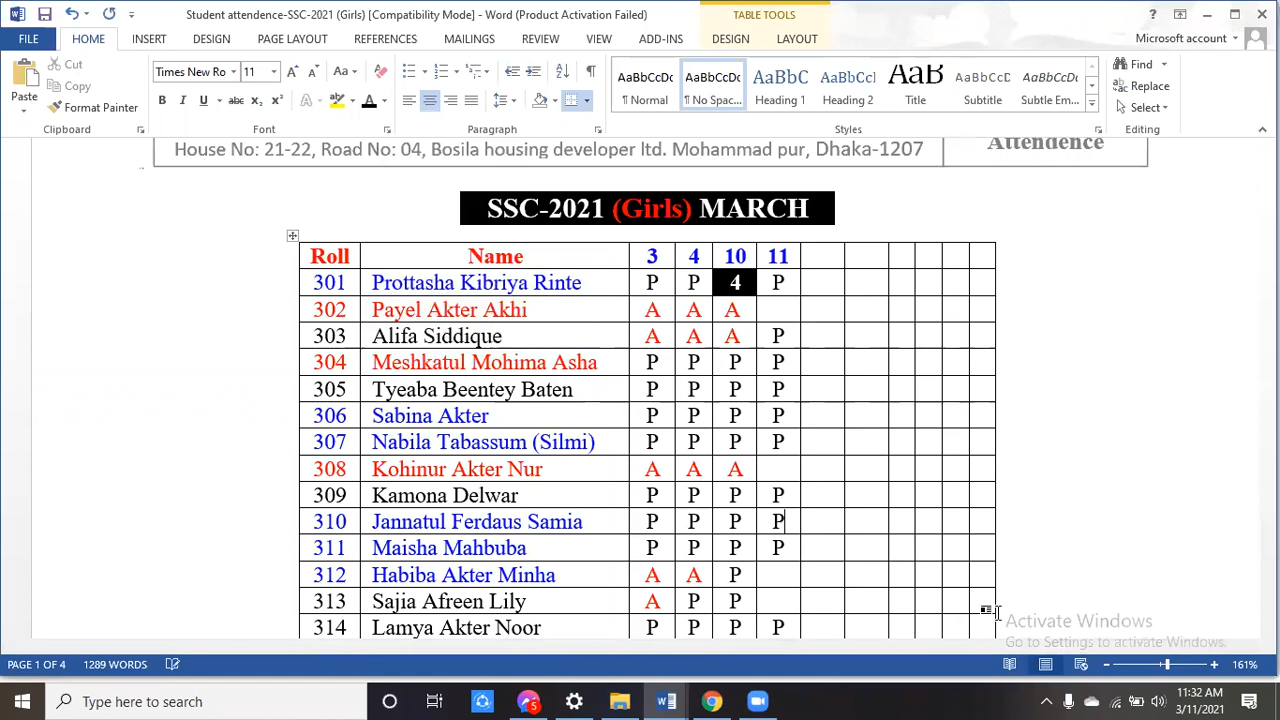 Student attendence-SSC-2021 (Girls) [Compatibility Mode] - Word (Product Activation Failed)
TABLE TOOLS
?
FILE HOME INSERT DESIGN PAGE LAYOUT REFERENCES MAILINGS REVIEW VIEW ADD-INS DESIGN LAYOUT Microsoft account
Paste
Cut
Copy
Format Painter
Clipboard
Times New Ro 11
Aa
B I U abc x₂ x²
A ab A
Font
Paragraph
AaBbCcDc AaBbCcDc AaBbC AaBbCc AaB AaBbCcD AaBbCcDc
¶ Normal ¶ No Spac... Heading 1 Heading 2 Title Subtitle Subtle Em...
Styles
Find
Replace
Select
Editing
House No: 21-22, Road No: 04, Bosila housing developer ltd. Mohammad pur, Dhaka-1207 Attendence
SSC-2021 (Girls) MARCH
Roll Name 3 4 10 11
301 Prottasha Kibriya Rinte P P 4 P
302 Payel Akter Akhi A A A
303 Alifa Siddique A A A P
304 Meshkatul Mohima Asha P P P P
305 Tyeaba Beentey Baten P P P P
306 Sabina Akter P P P P
307 Nabila Tabassum (Silmi) P P P P
308 Kohinur Akter Nur A A A
309 Kamona Delwar P P P P
310 Jannatul Ferdaus Samia P P P P
311 Maisha Mahbuba P P P P
312 Habiba Akter Minha A A P
313 Sajia Afreen Lily A P P
314 Lamya Akter Noor P P P P
Activate Windows
Go to Settings to activate Windows.
PAGE 1 OF 4 1289 WORDS 161%
Type here to search
5
11:32 AM
3/11/2021